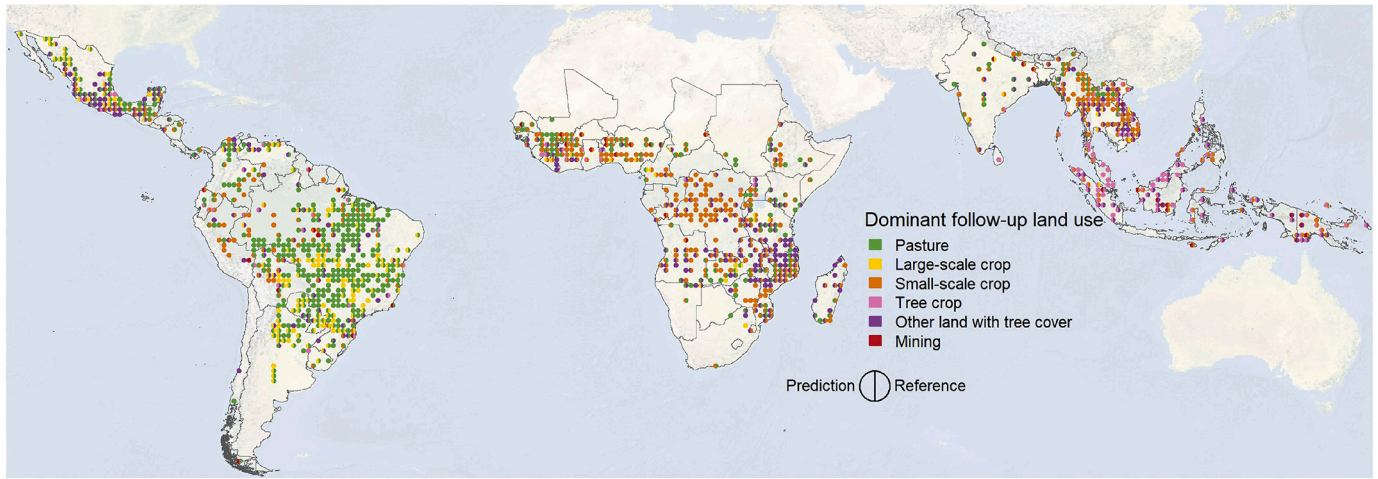 Dominant follow-up land use
Pasture
Large-scale crop
Small-scale crop
Tree crop
Other land with tree cover
Mining
Prediction Reference